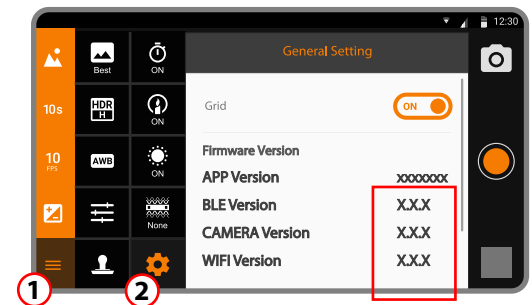 12:30
General Setting
Best
ON
10s
HDR
H
ON
Grid
ON
10
FPS
AWB
ON
Firmware Version
APP Version xxxxxxx
BLE Version X.X.X
None
CAMERA Version X.X.X
WIFI Version X.X.X
1
2